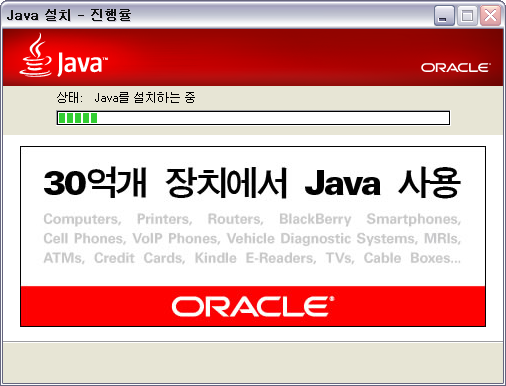 Java 설치 - 진행률
Java™
ORACLE
상태: Java를 설치하는 중
30억개 장치에서 Java 사용
Computers, Printers, Routers, BlackBerry Smartphones,
Cell Phones, VoIP Phones, Vehicle Diagnostic Systems, MRIs,
ATMs, Credit Cards, Kindle E-Readers, TVs, Cable Boxes...
ORACLE®